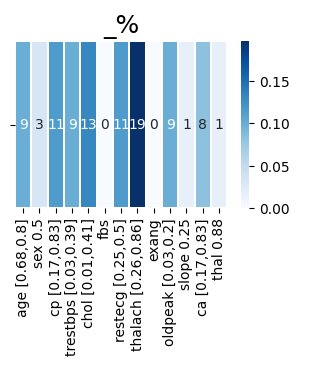 _%
9 3 11 9 13 0 11 19 0 9 1 8 1
0.15
0.10
0.05
0.00
age [0.68,0.8]
sex 0.5
cp [0.17,0.83]
trestbps [0.03,0.39]
chol [0.01,0.41]
fbs
restecg [0.25,0.5]
thalach [0.26,0.86]
exang
oldpeak [0.03,0.2]
slope 0.25
ca [0.17,0.83]
thal 0.88